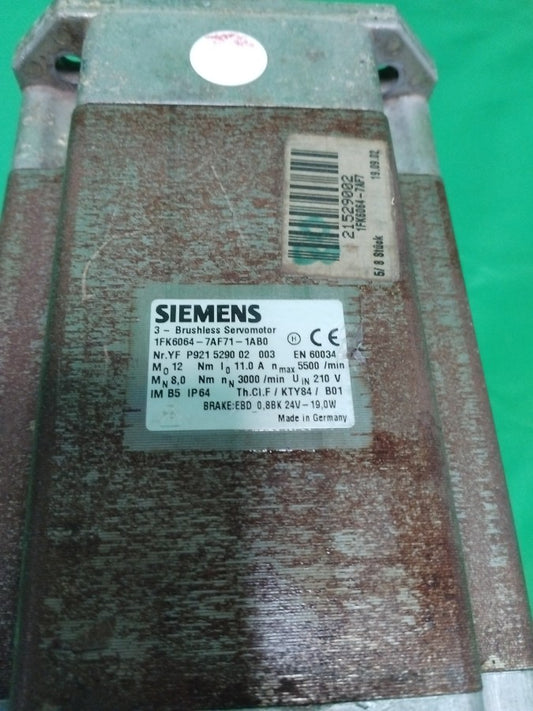 21529002
1FK6064-7AF7
19.09.02
5/ 8 Stück
SIEMENS
3 ~ Brushless Servomotor
1FK6064-7AF71-1AB0
H CE
Nr.YF P921 5290 02 003 EN 60034
M0 12 Nm I0 11.0 A nmax 5500 /min
MN 8,0 Nm nN 3000 /min UIN 210 V
IM B5 IP64 Th.Cl.F / KTY84 / B01
BRAKE:EBD 0,8BK 24V-19,0W
Made in Germany